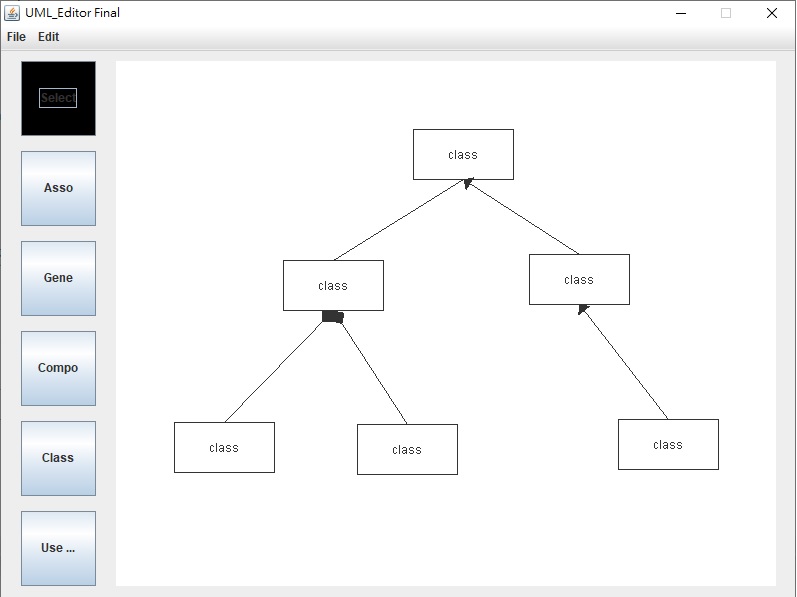 UML_Editor Final
File Edit
Select
Asso
Gene
Compo
Class
Use ...
class
class
class
class
class
class